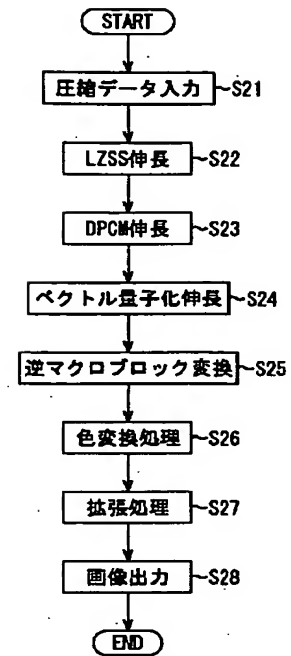 START
圧縮データ入力 ~S21
LZSS伸長 ~S22
DPCM伸長 ~S23
ベクトル量子化伸長 ~S24
逆マクロブロック変換 ~S25
色変換処理 ~S26
拡張処理 ~S27
画像出力 ~S28
END